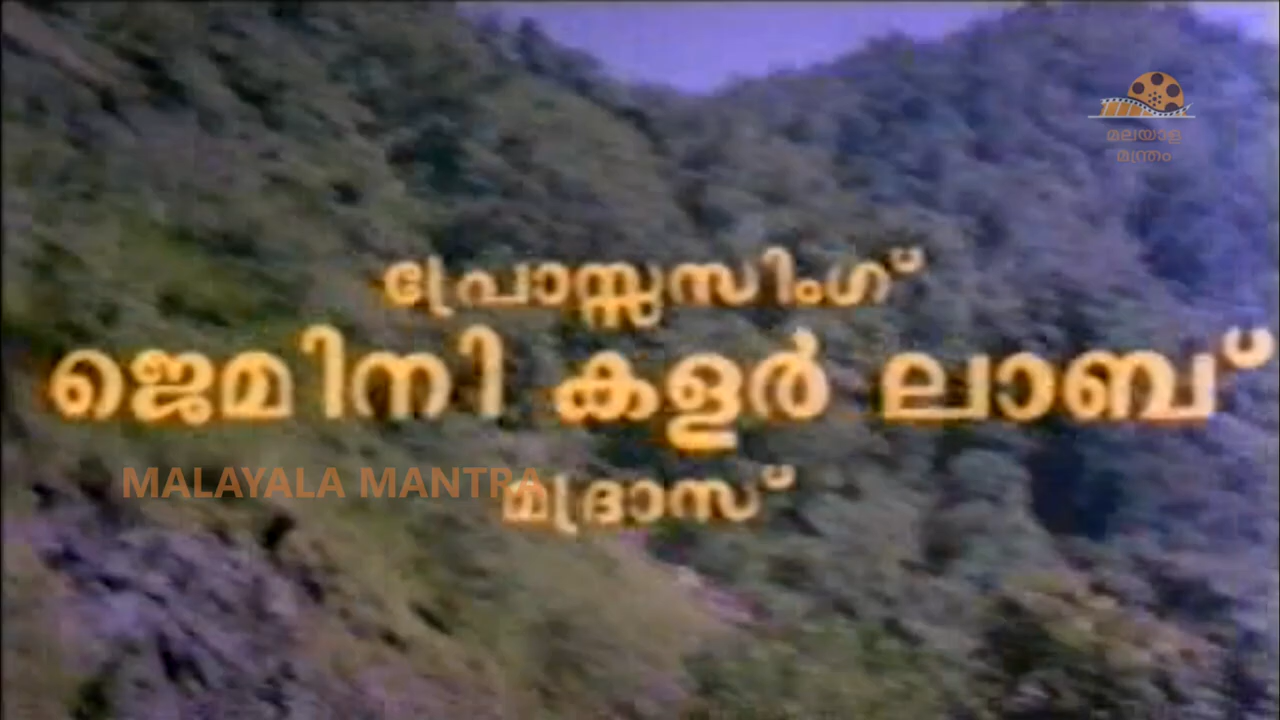 മലയാള
മന്ത്രം
പ്രോസ്സസിംഗ്
ജെമിനി കളർ ലാബ്
MALAYALA MANTRA
മദ്രാസ്